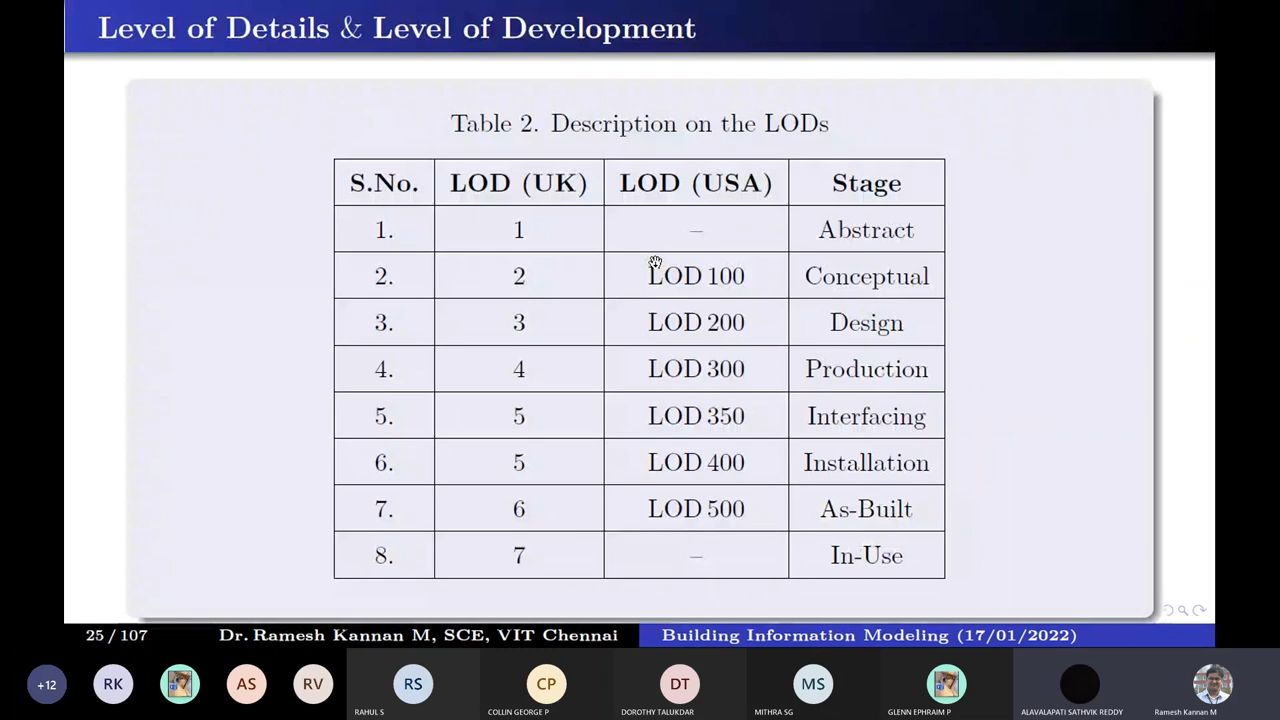 Level of Details & Level of Development
Table 2. Description on the LODs
S.No. LOD (UK) LOD (USA) Stage
1. 1 – Abstract
2. 2 LOD 100 Conceptual
3. 3 LOD 200 Design
4. 4 LOD 300 Production
5. 5 LOD 350 Interfacing
6. 5 LOD 400 Installation
7. 6 LOD 500 As-Built
8. 7 – In-Use
25 / 107 Dr. Ramesh Kannan M, SCE, VIT Chennai Building Information Modeling (17/01/2022)
+12 RK AS RV RS CP DT MS
RAHUL S COLLIN GEORGE P DOROTHY TALUKDAR MITHRA SG GLENN EPHRAIM P ALAVALAPATI SATHVIK REDDY Ramesh Kannan M